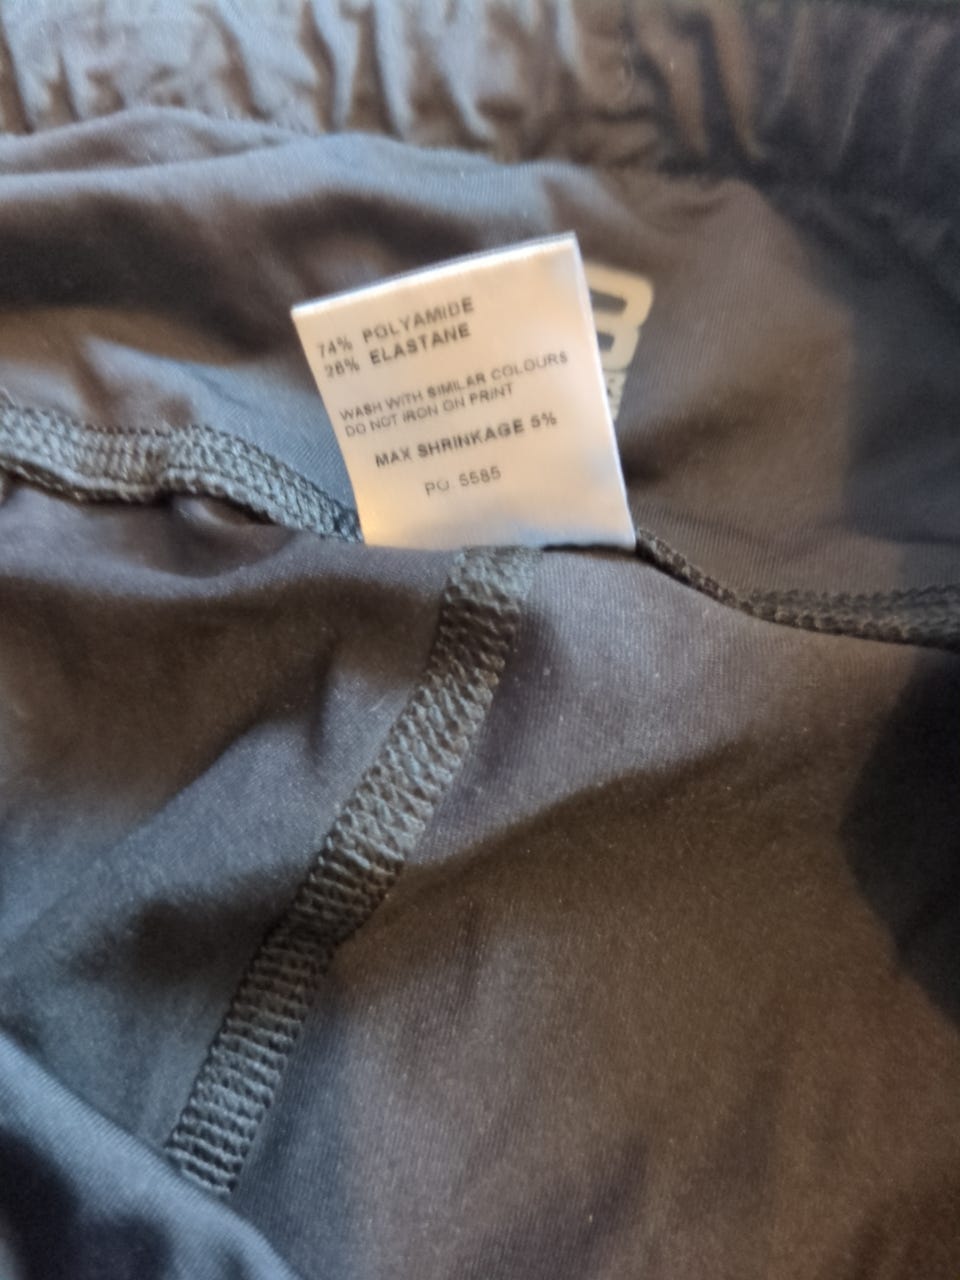 74% POLYAMIDE
26% ELASTANE
WASH WITH SIMILAR COLOURS
DO NOT IRON ON PRINT
MAX SHRINKAGE 5%
PO. 5585